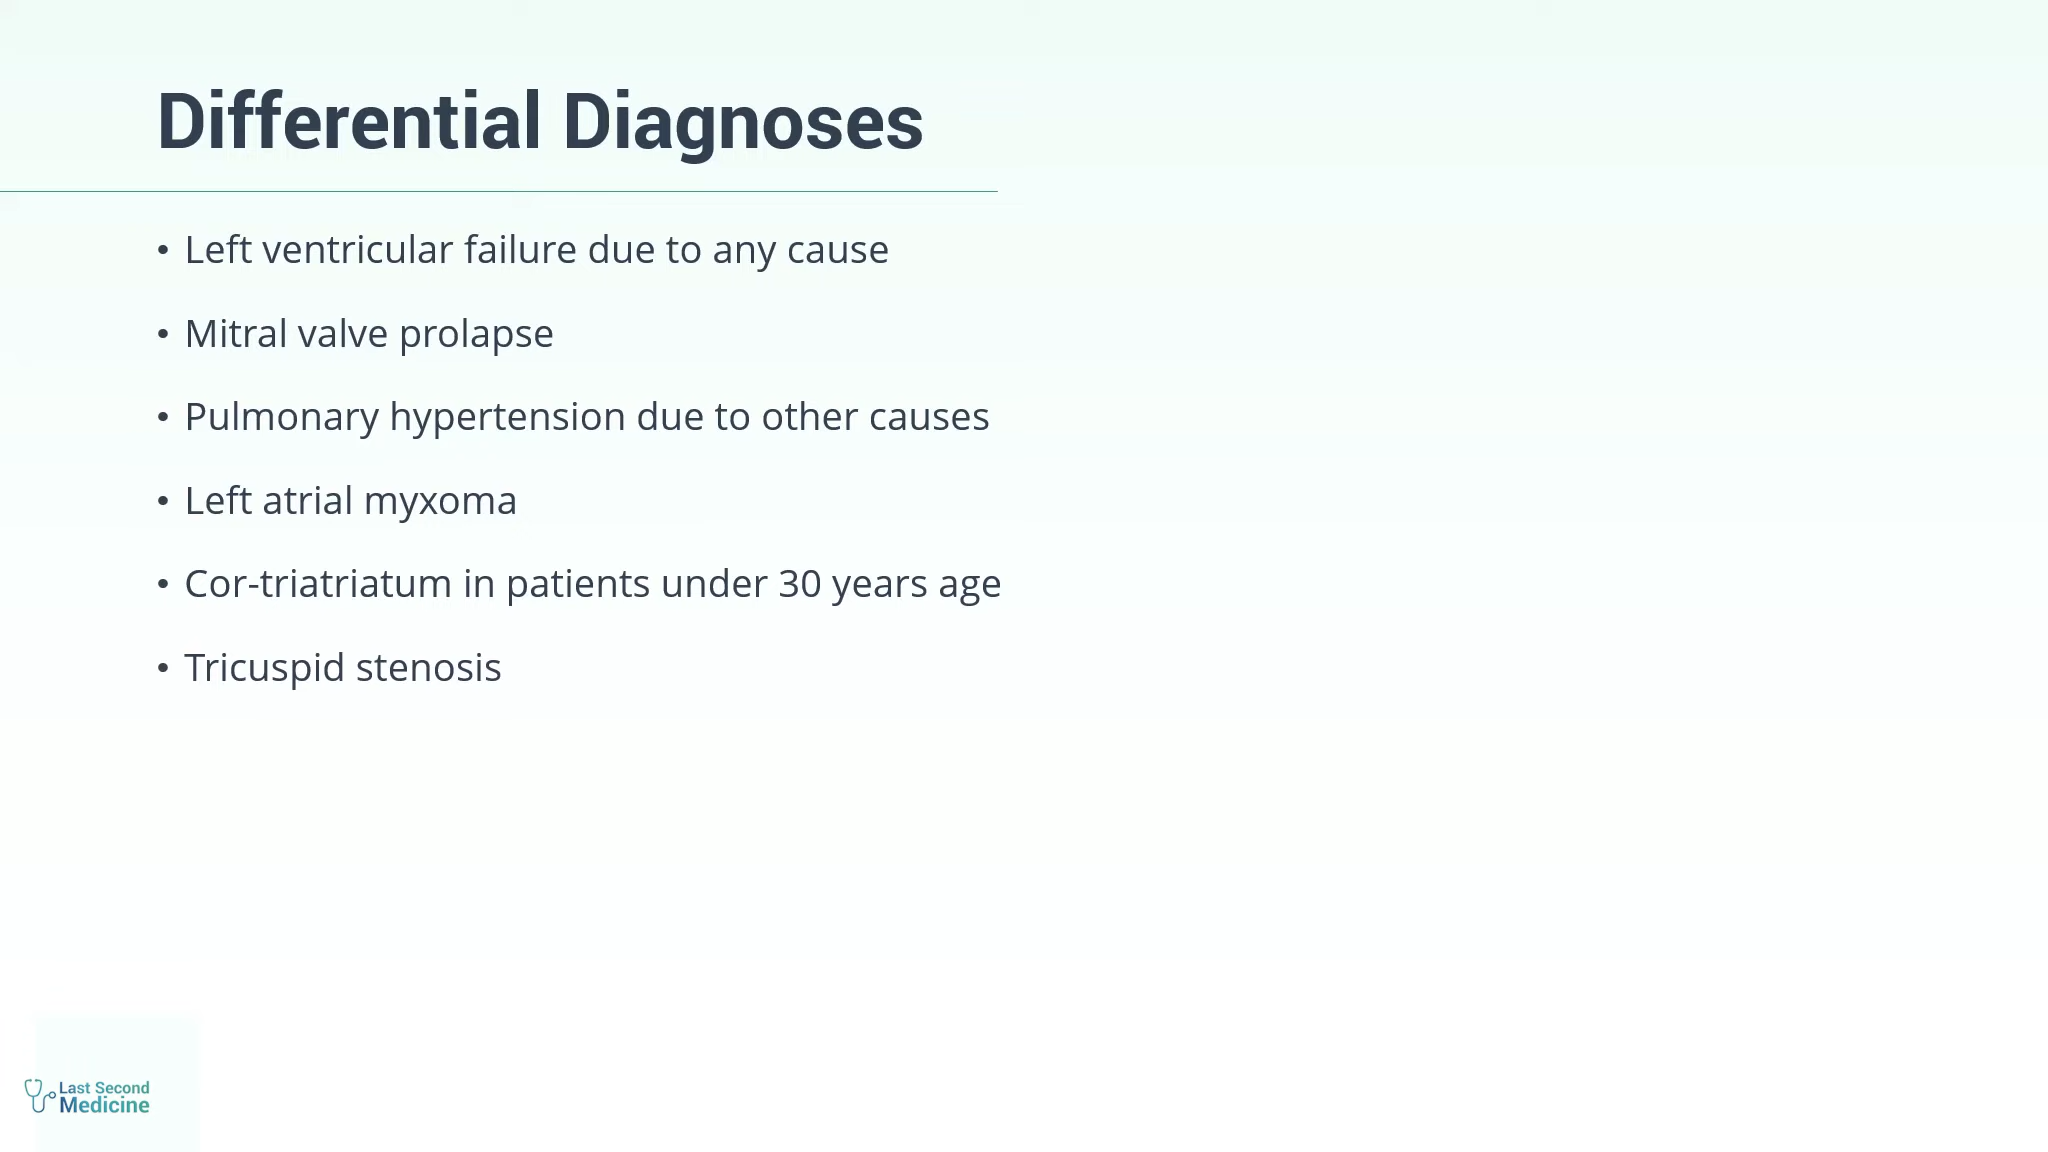 Differential Diagnoses
• Left ventricular failure due to any cause
• Mitral valve prolapse
• Pulmonary hypertension due to other causes
• Left atrial myxoma
• Cor-triatriatum in patients under 30 years age
• Tricuspid stenosis
Last Second
Medicine